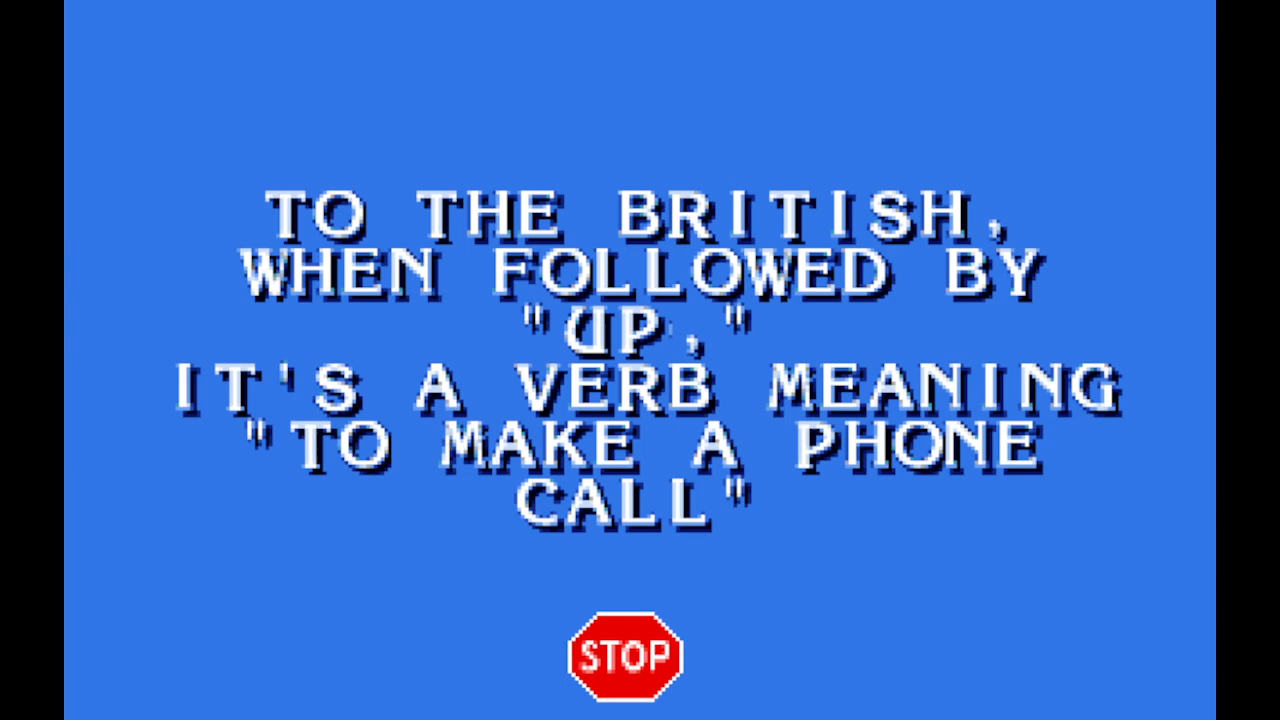 TO THE BRITISH,
WHEN FOLLOWED BY
"UP,"
IT'S A VERB MEANING
"TO MAKE A PHONE
CALL"
STOP